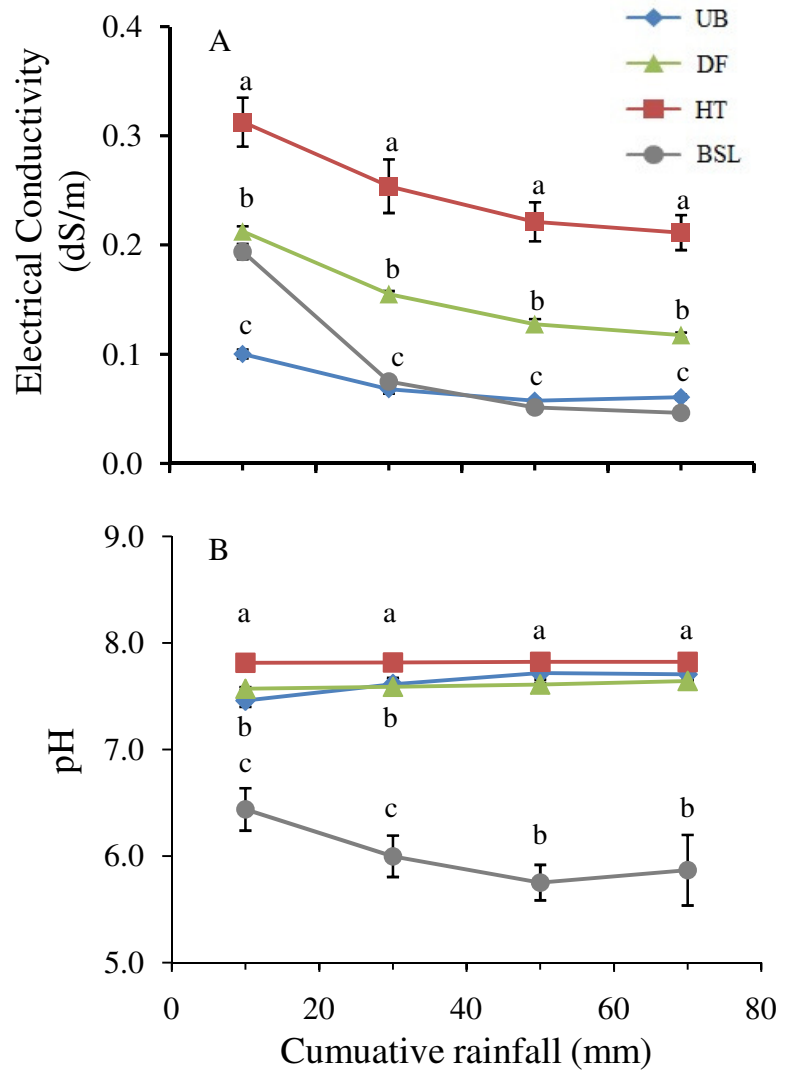 0.4
A
UB
DF
HT
BSL
a
0.3
a
a
a
b
0.2
b
b
b
c
0.1
c
c
c
0.0
Electrical Conductivity
(dS/m)
9.0
B
a
a
a
a
8.0
b
b
7.0
c
c
b
b
6.0
5.0
pH
0
20
40
60
80
Cumuative rainfall (mm)